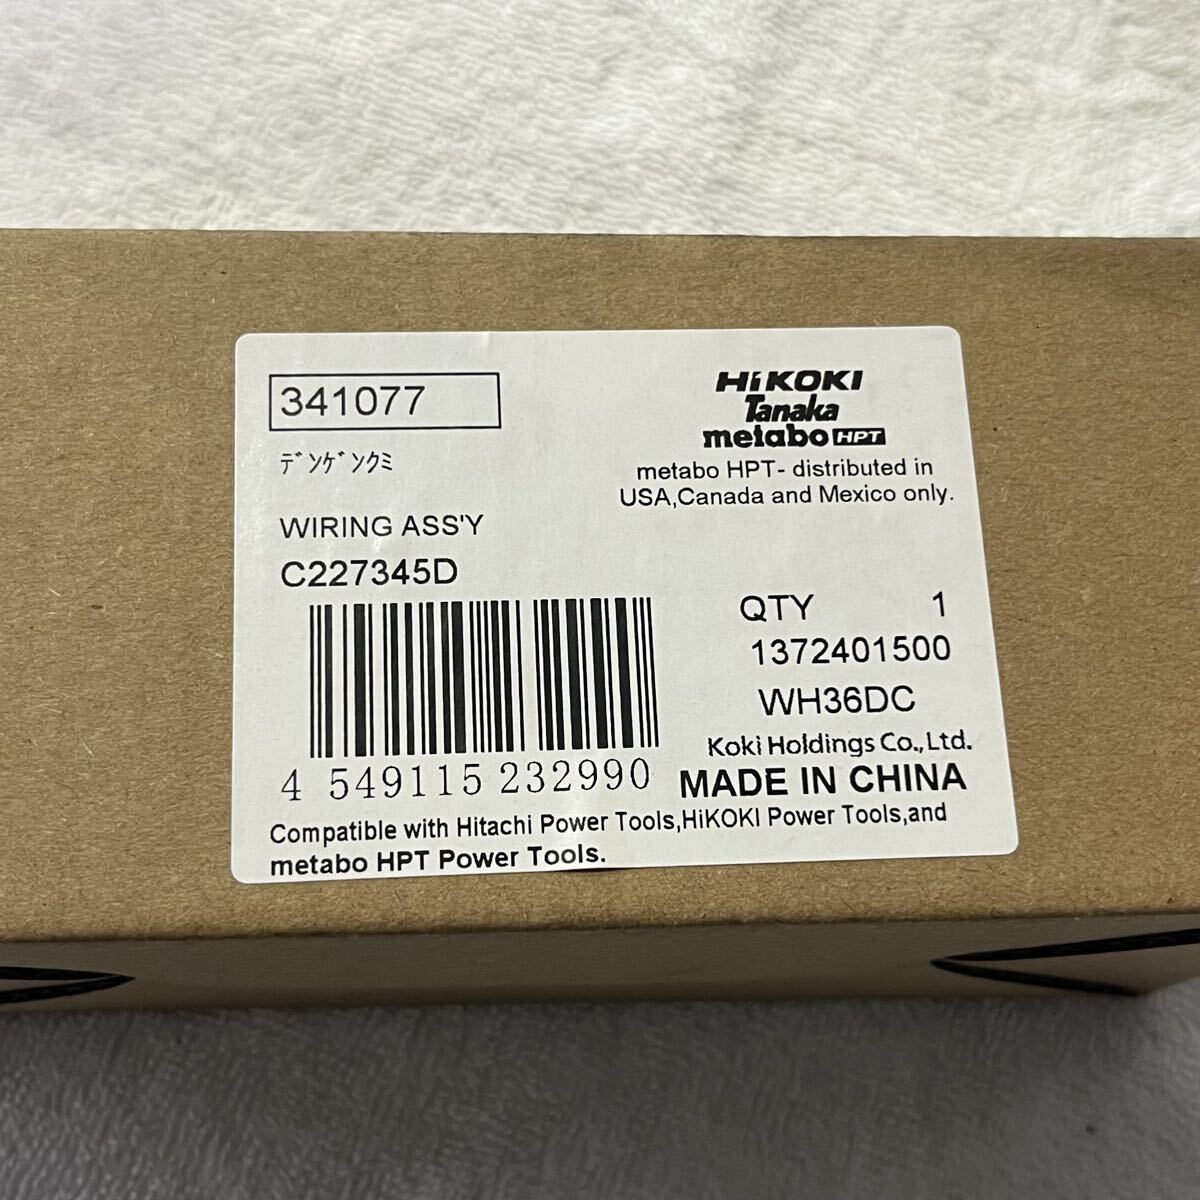 341077
ﾃﾞﾝｹﾞﾝｸﾐ
WIRING ASS'Y
C227345D
4 549115 232990
HiKOKI
Tanaka
metabo HPT
metabo HPT- distributed in
USA,Canada and Mexico only.
QTY 1
1372401500
WH36DC
Koki Holdings Co.,Ltd.
MADE IN CHINA
Compatible with Hitachi Power Tools,HiKOKI Power Tools,and
metabo HPT Power Tools.